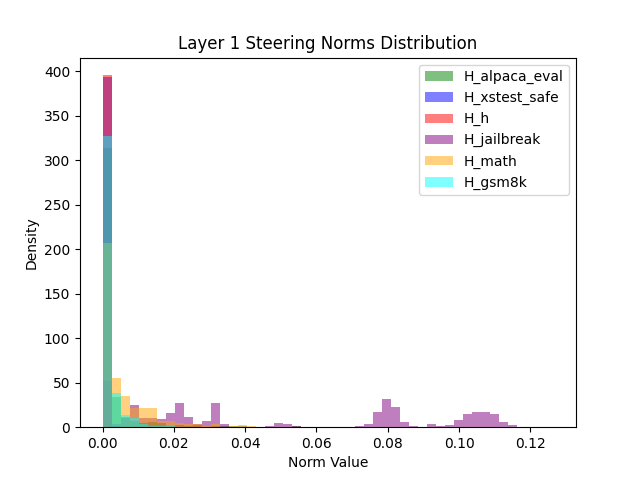 Layer 1 Steering Norms Distribution
400
350
300
250
200
150
100
50
0
Density
H_alpaca_eval
H_xstest_safe
H_h
H_jailbreak
H_math
H_gsm8k
0.00 0.02 0.04 0.06 0.08 0.10 0.12
Norm Value